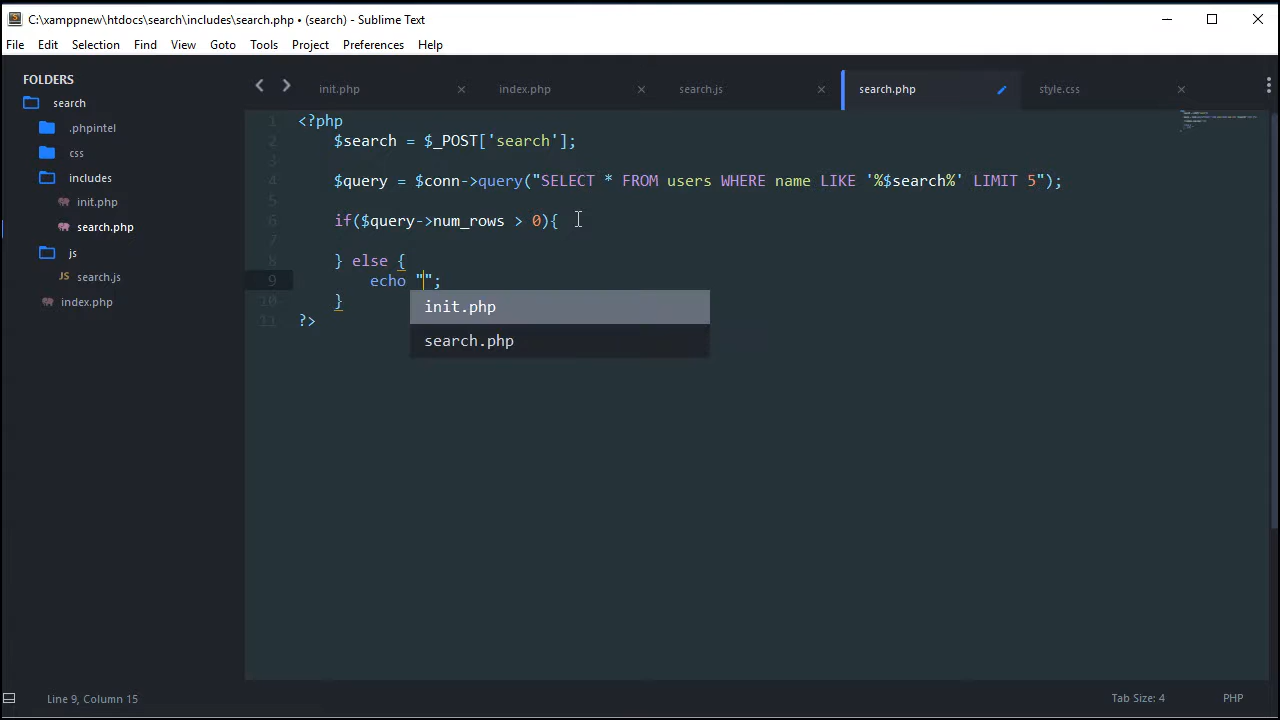 C:\xamppnew\htdocs\search\includes\search.php • (search) - Sublime Text
File Edit Selection Find View Goto Tools Project Preferences Help
FOLDERS
search
.phpintel
css
includes
init.php
search.php
js
JS search.js
index.php
init.php index.php search.js search.php style.css
1 <?php
2 $search = $_POST['search'];
3
4 $query = $conn->query("SELECT * FROM users WHERE name LIKE '%$search%' LIMIT 5");
5
6 if($query->num_rows > 0){
7
8 } else {
9 echo "";
10 }
11 ?>
init.php
search.php
Line 9, Column 15 Tab Size: 4 PHP